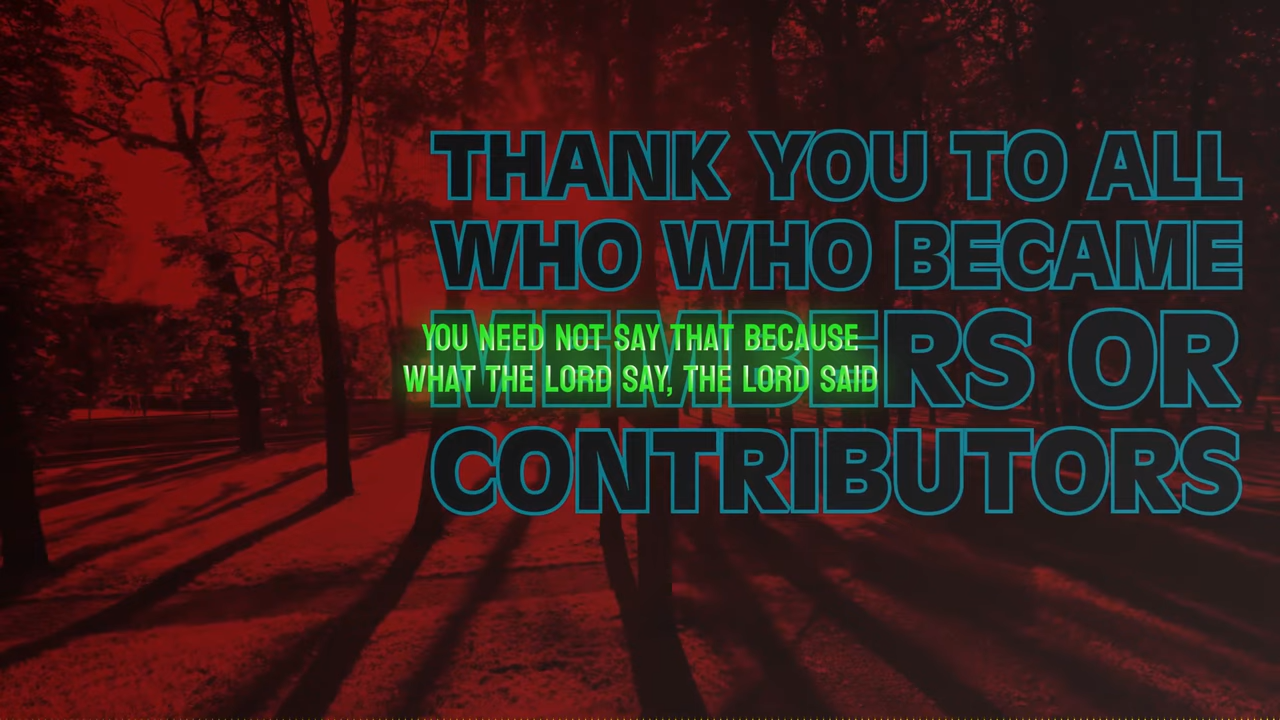 THANK YOU TO ALL
WHO WHO BECAME
MEMBERS OR
CONTRIBUTORS
YOU NEED NOT SAY THAT BECAUSE
WHAT THE LORD SAY, THE LORD SAID